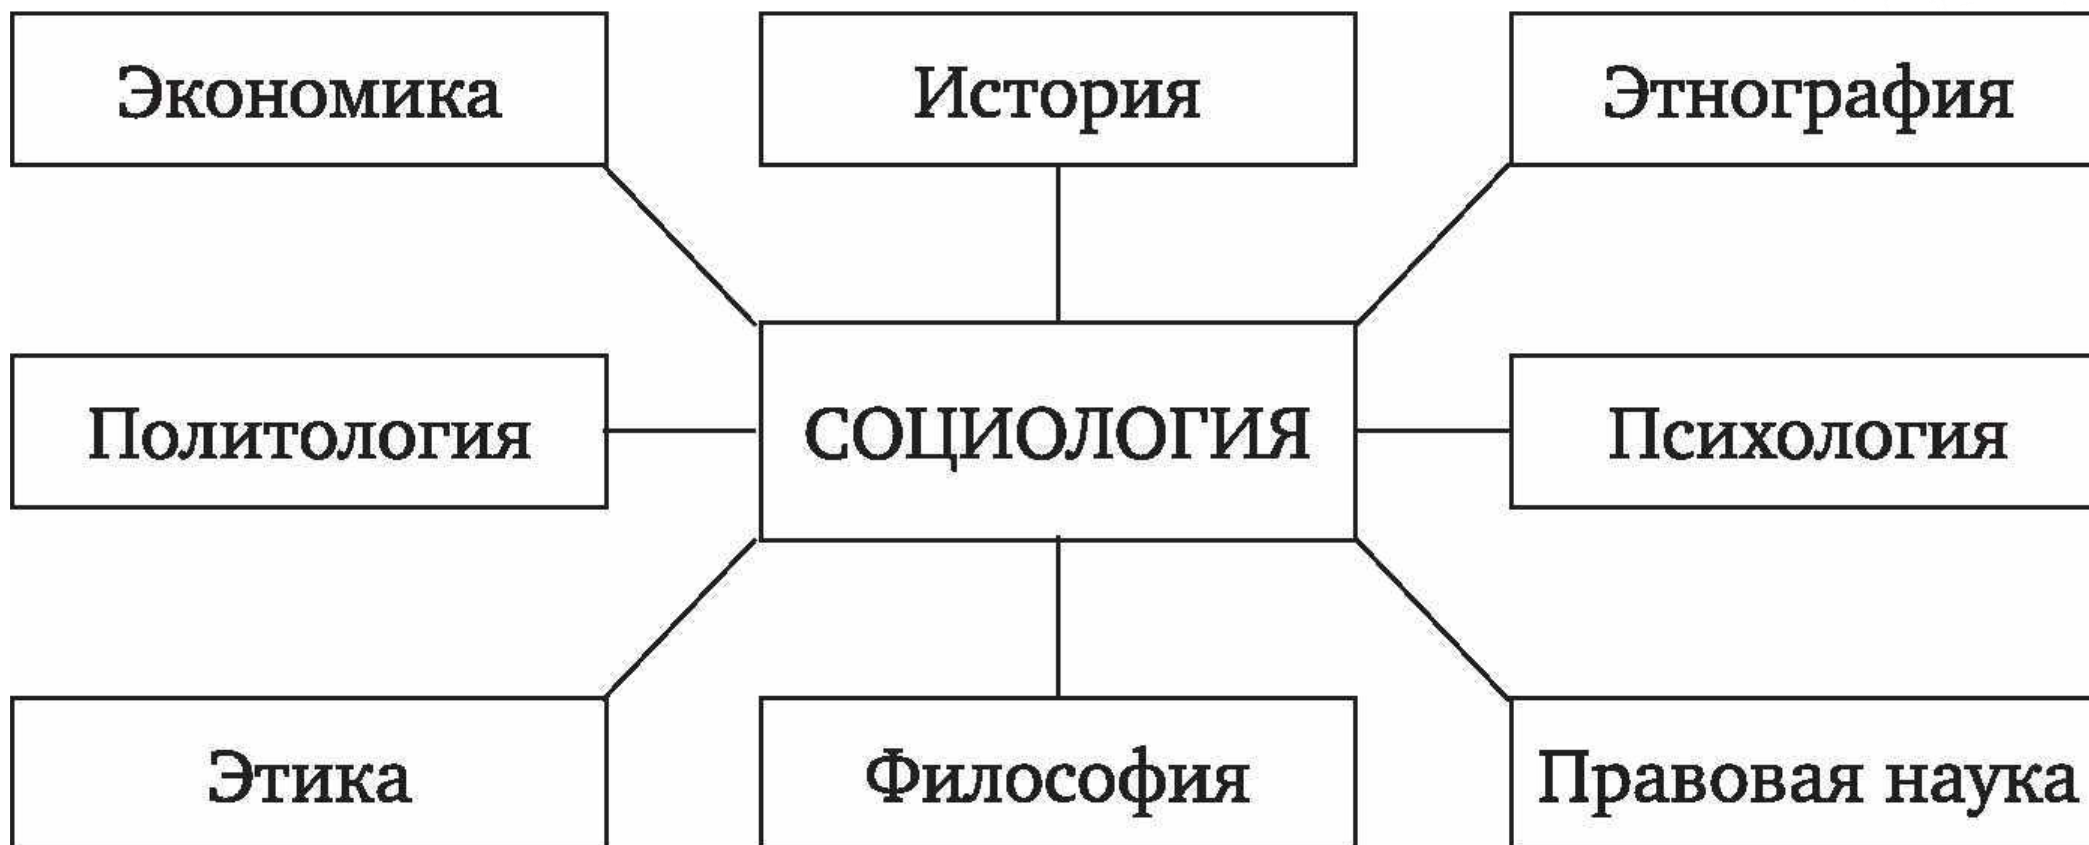 Экономика
История
Этнография
Политология
СОЦИОЛОГИЯ
Психология
Этика
Философия
Правовая наука